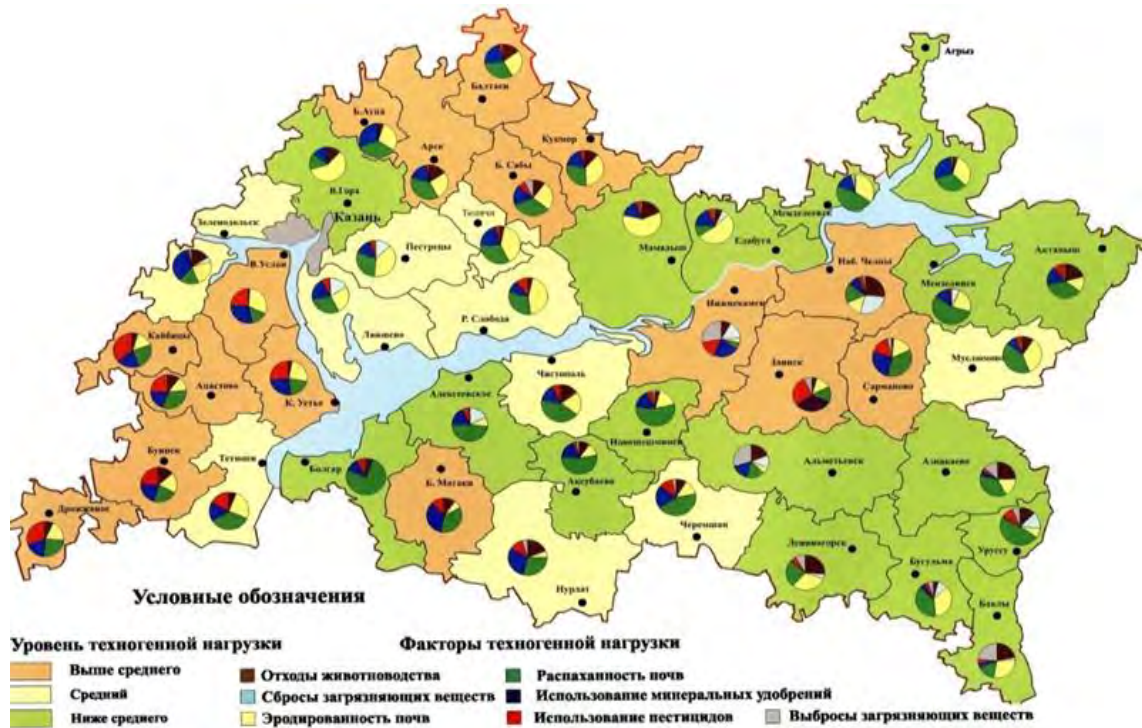 Агрыз
Балтаси
Б.Атня
Кукмор
Арск
Б. Сабы
В.Гора
Менделеевск
Тюлячи
Зеленодольск
Казань
Пестрецы
Мамадыш
Елабуга
Актаныш
В.Услон
Наб. Челны
Мензелинск
Нижнекамск
Р. Слобода
Лаишево
Кайбицы
Муслюмово
Чистополь
Заинск
Апастово
Сарманово
К. Устье
Алексеевское
Новошешминск
Буинск
Тетюши
Болгар
Альметьевск
Азнакаево
Б. Матаки
Аксубаево
Дрожжаное
Черемшан
Лениногорск
Уруссу
Бугульма
Нурлат
Бавлы
Условные обозначения
Уровень техногенной нагрузки
Факторы техногенной нагрузки
Выше среднего
Отходы животноводства
Распаханность почв
Средний
Сбросы загрязняющих веществ
Использование минеральных удобрений
Ниже среднего
Эродированность почв
Использование пестицидов
Выбросы загрязняющих веществ